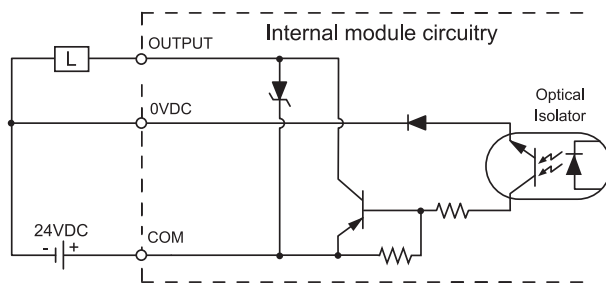 Internal module circuitry
OUTPUT
L
0VDC
Optical
Isolator
24VDC
- +
COM